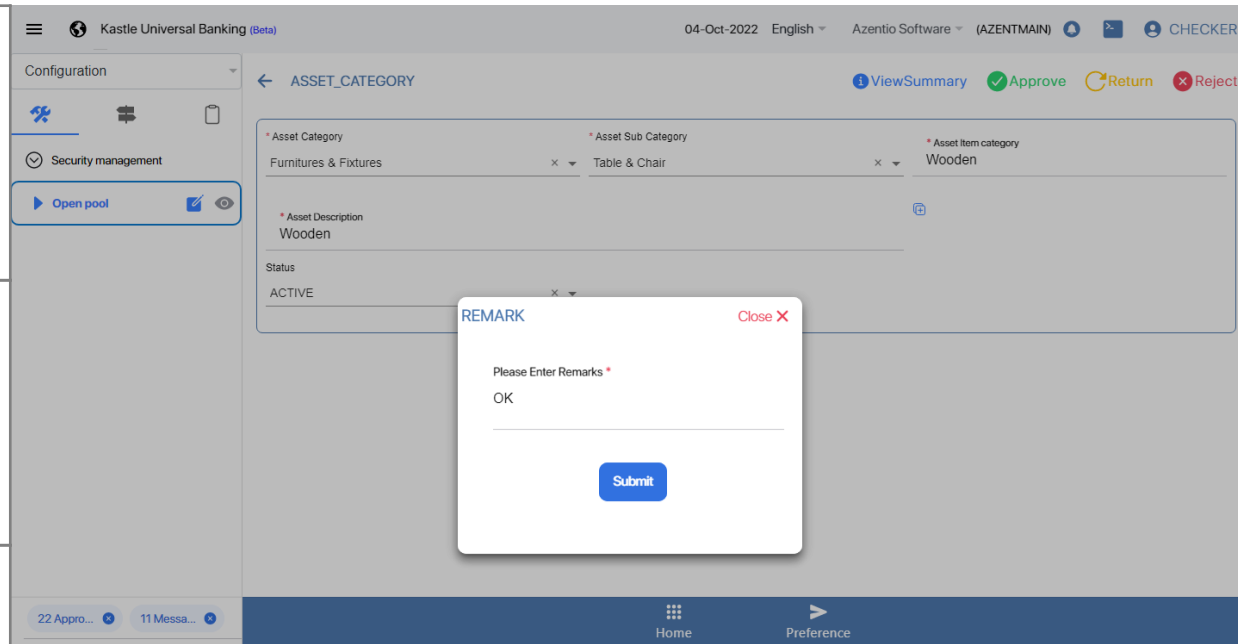 Kastle Universal Banking (Beta)
04-Oct-2022 English Azentio Software (AZENTMAIN) CHECKER
Configuration
ASSET_CATEGORY
ViewSummary Approve Return Reject
Security management
Open pool
* Asset Category
Furnitures & Fixtures
* Asset Sub Category
Table & Chair
* Asset Item category
Wooden
* Asset Description
Wooden
Status
ACTIVE
REMARK
Close
Please Enter Remarks *
OK
Submit
22 Appro... 11 Messa...
Home
Preference